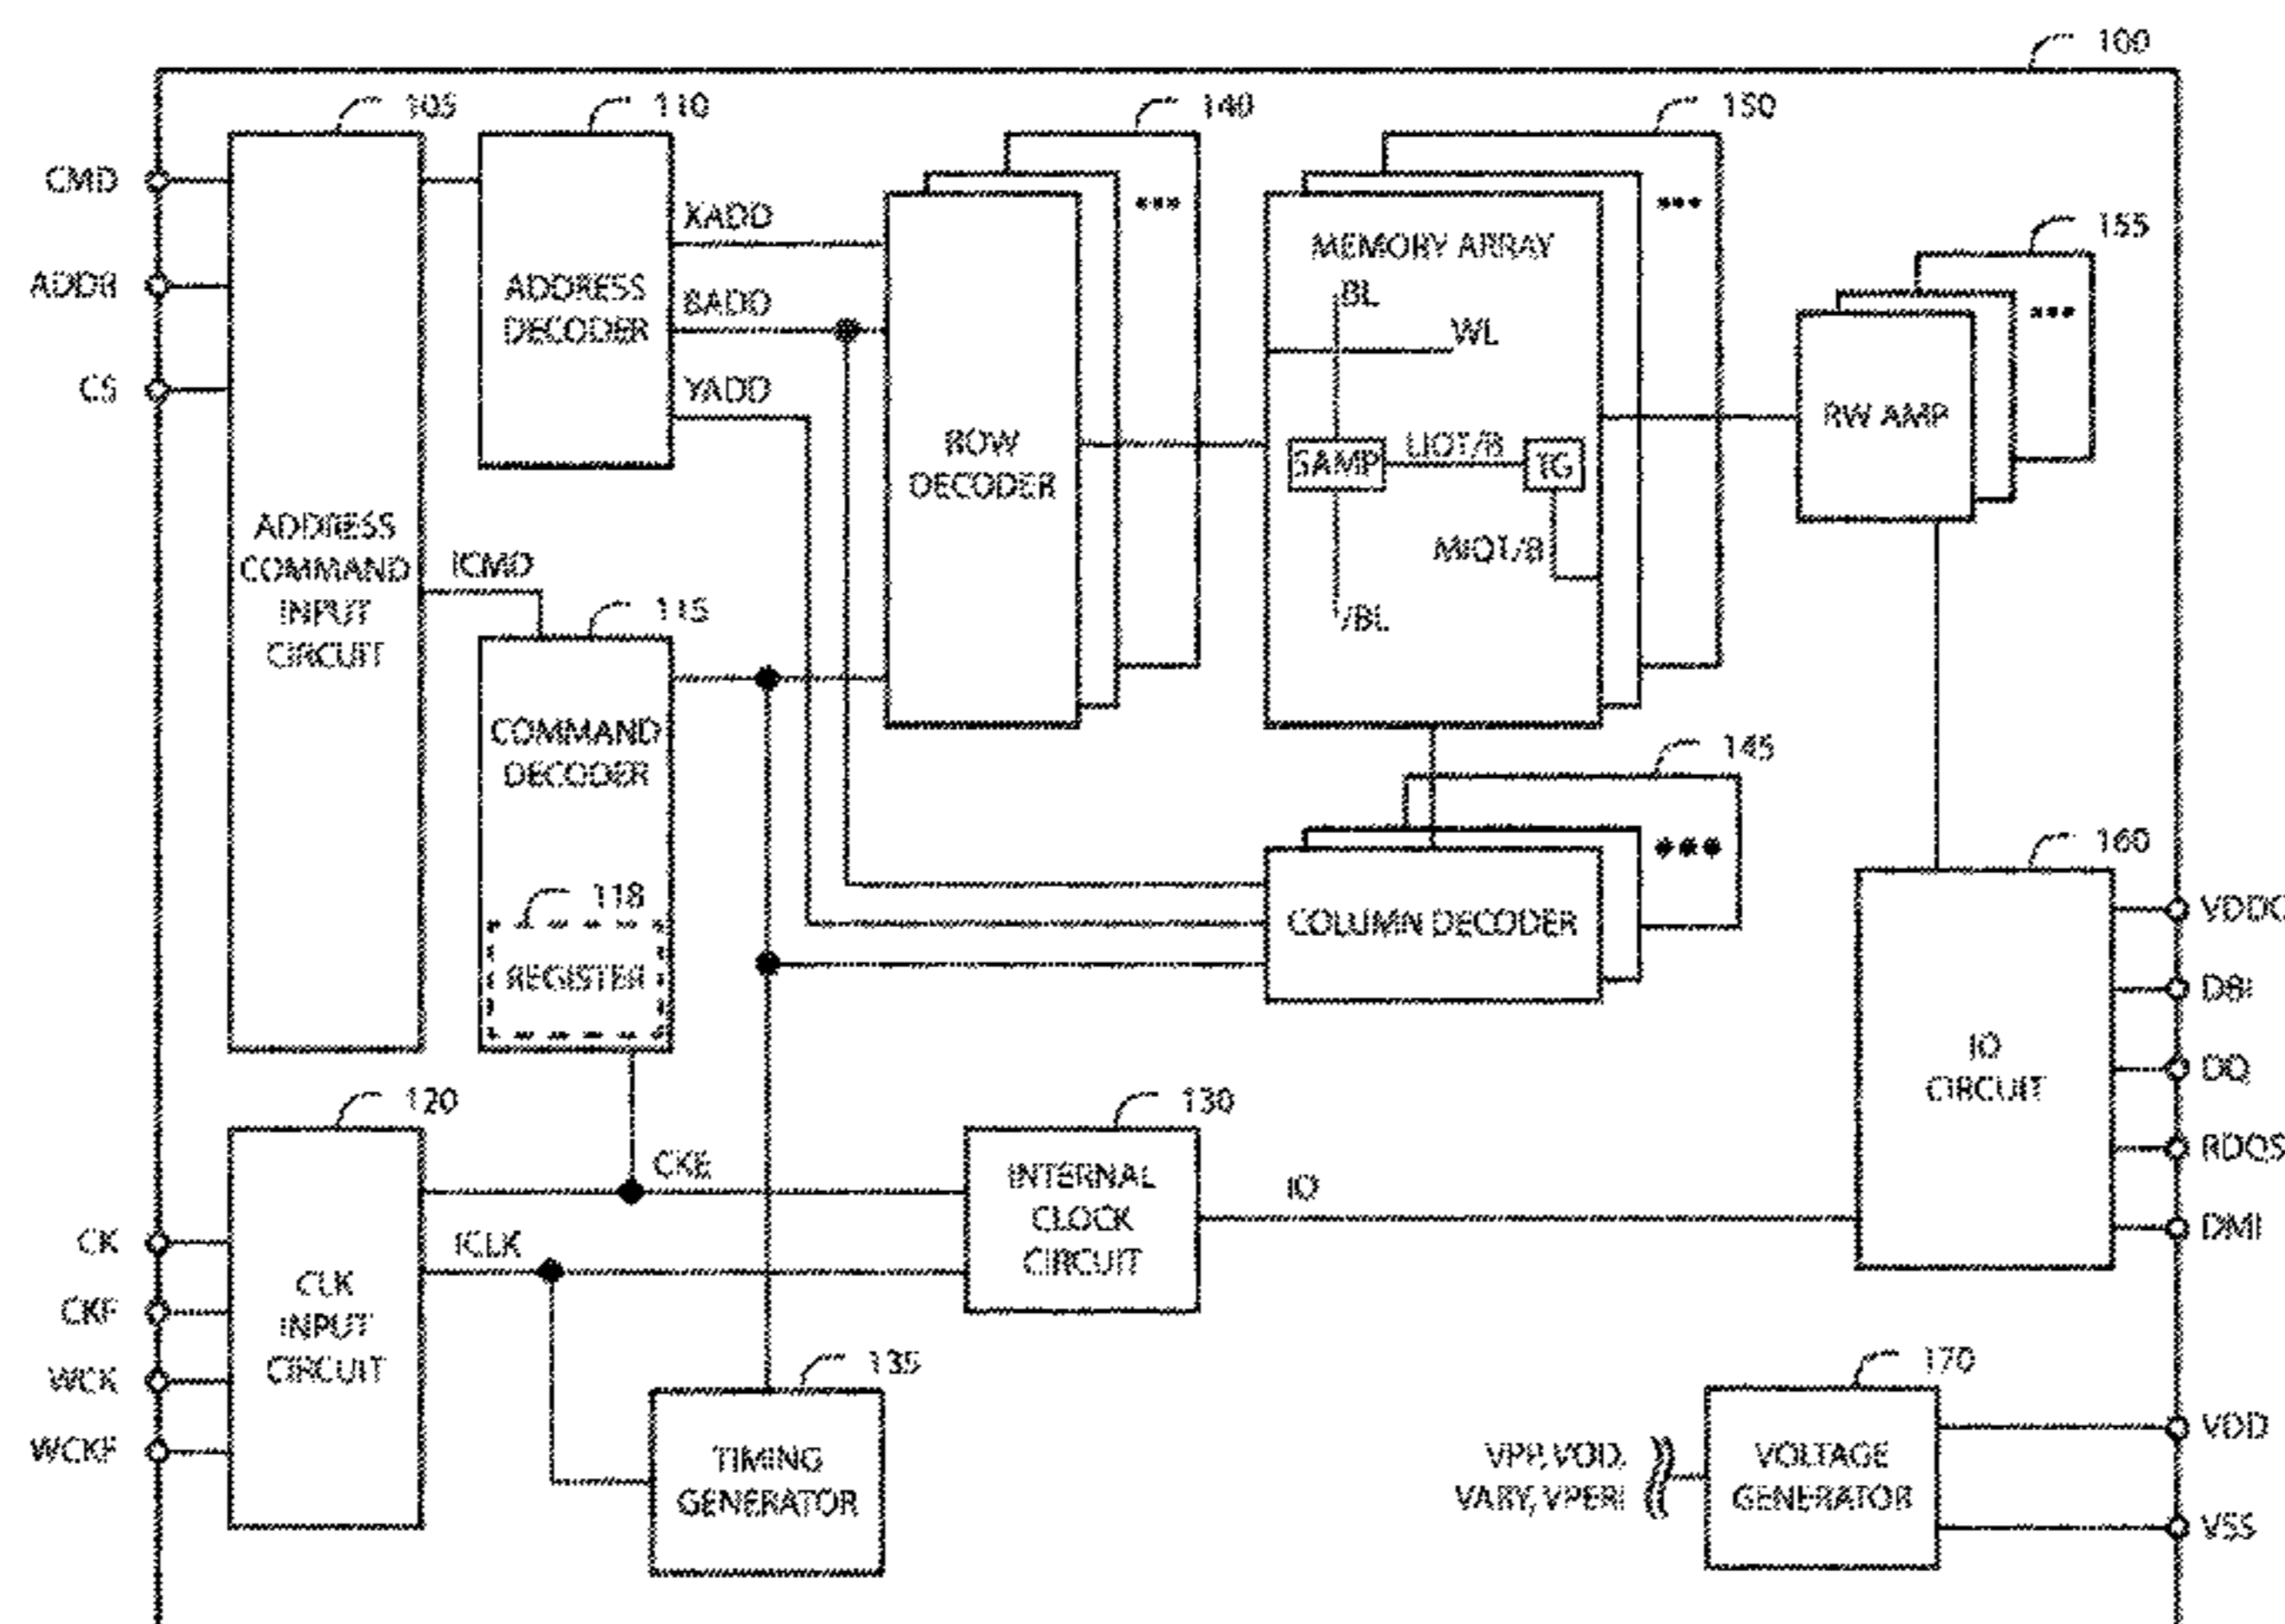 100
105
110
140
150
CMD
XADD
MEMORY ARRAY
155
ADDR
ADDRESS
DECODER
BADD
BL
WL
CS
YADD
RW AMP
ROW
DECODER
SAMP
LIOT/B
TG
ADDRESS
COMMAND
INPUT
CIRCUIT
ICMD
MIOT/B
115
/BL
COMMAND
DECODER
145
160
118
REGISTER
COLUMN DECODER
DBI
IO
CIRCUIT
DQ
120
130
RDQS
CKE
INTERNAL
CLOCK
CIRCUIT
IO
DMI
CK
ICLK
CLK
INPUT
CIRCUIT
CKF
135
170
WCK
VDD
WCKF
TIMING
GENERATOR
VPP, VOD,
VARY, VPERI
VOLTAGE
GENERATOR
VSS